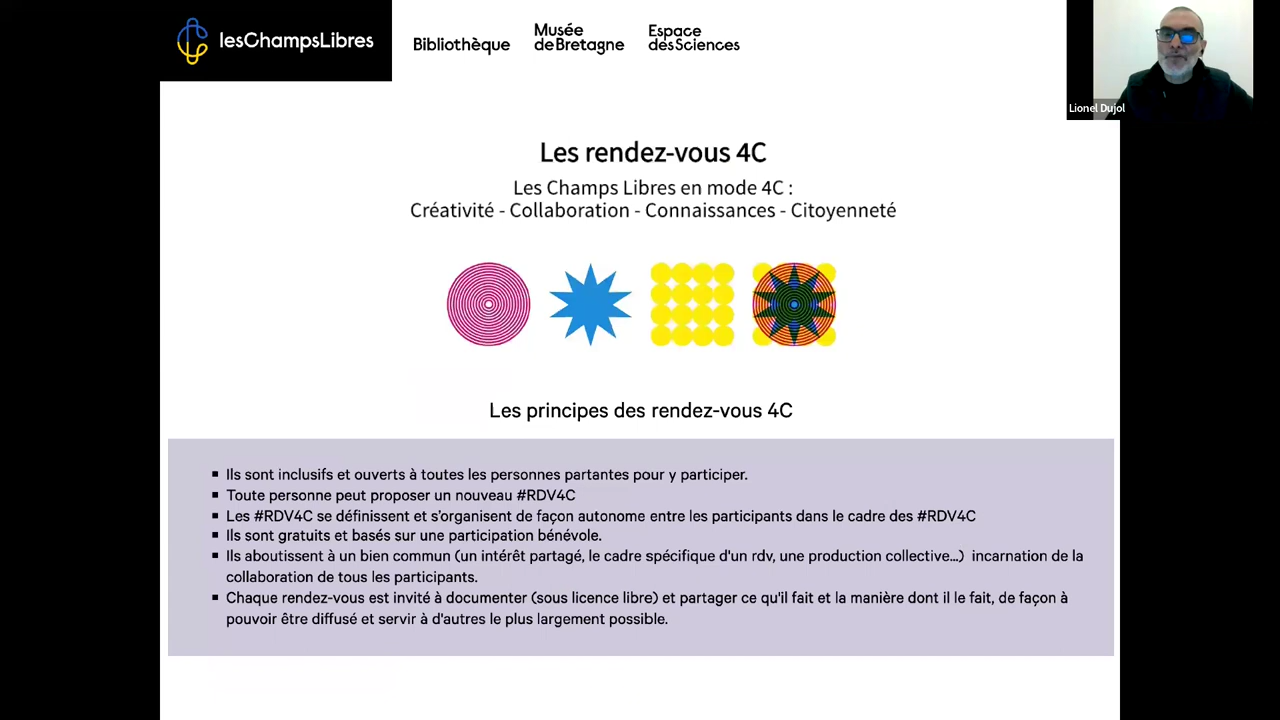 lesChampsLibres
Bibliothèque
Musée
deBretagne
Espace
desSciences
Lionel Dujol
Les rendez-vous 4C
Les Champs Libres en mode 4C :
Créativité - Collaboration - Connaissances - Citoyenneté
Les principes des rendez-vous 4C
▪ Ils sont inclusifs et ouverts à toutes les personnes partantes pour y participer.
▪ Toute personne peut proposer un nouveau #RDV4C
▪ Les #RDV4C se définissent et s'organisent de façon autonome entre les participants dans le cadre des #RDV4C
▪ Ils sont gratuits et basés sur une participation bénévole.
▪ Ils aboutissent à un bien commun (un intérêt partagé, le cadre spécifique d'un rdv, une production collective...) incarnation de la
collaboration de tous les participants.
▪ Chaque rendez-vous est invité à documenter (sous licence libre) et partager ce qu'il fait et la manière dont il le fait, de façon à
pouvoir être diffusé et servir à d'autres le plus largement possible.